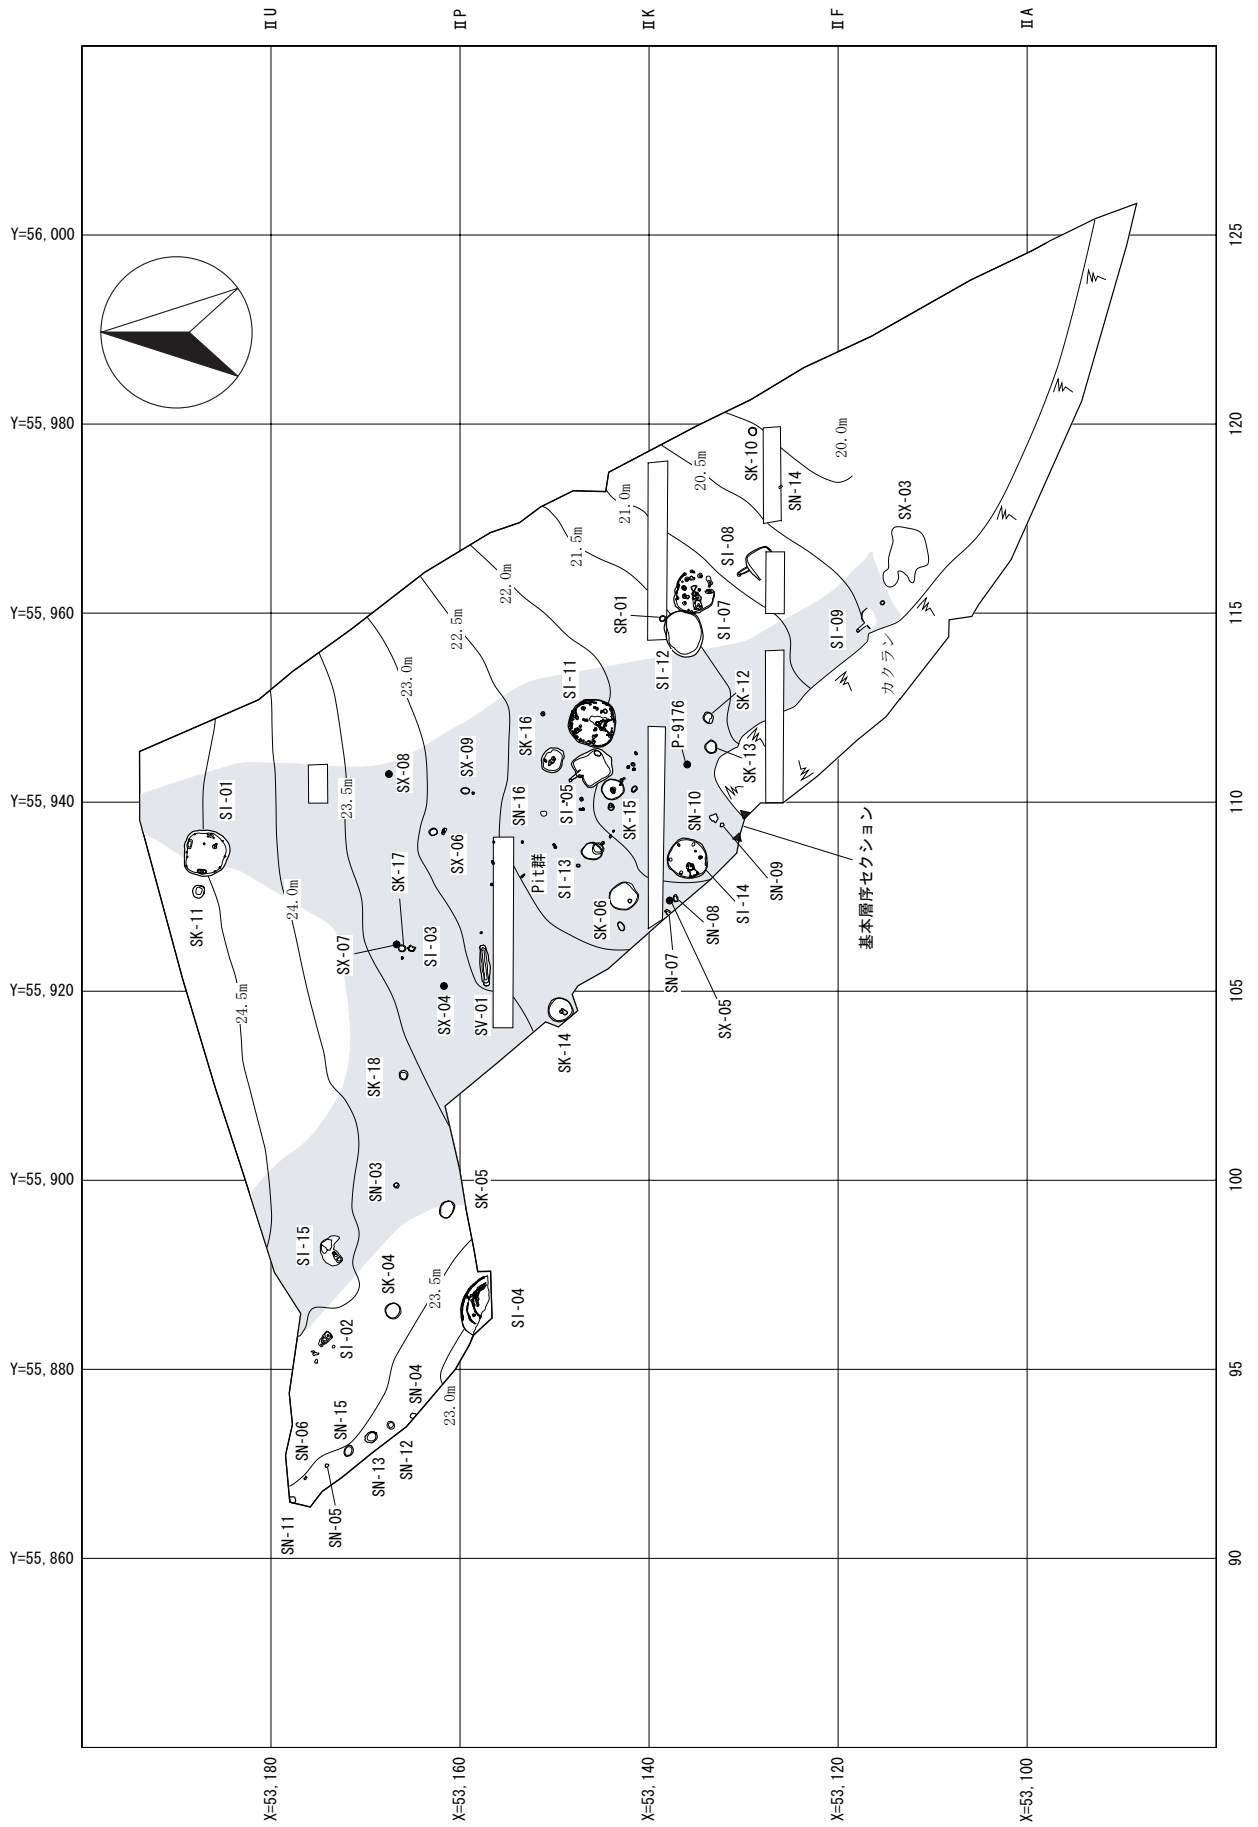 ⅡU
ⅡP
ⅡK
ⅡF
ⅡA
Y=56,000
125
Y=55,980
120
20.0m
20.5m
SK-10
SN-14
21.0m
SX-03
21.5m
SI-08
22.0m
Y=55,960
115
SR-01
SI-07
SI-09
カクラン
22.5m
SI-12
23.0m
SI-11
SK-12
P-9176
SK-16
SX-09
SX-08
SK-13
23.5m
SI-01
Y=55,940
110
SN-16
SI-05
SK-15
SN-10
基本層序セクション
SX-06
SK-17
Pit群
SI-13
SN-09
24.0m
SK-11
SK-06
SI-14
SN-08
SX-07
SI-03
SN-07
Y=55,920
105
24.5m
SX-04
SV-01
SX-05
SK-14
SK-18
Y=55,900
100
SN-03
SK-05
SI-15
SK-04
23.5m
SI-04
SI-02
Y=55,880
95
SN-04
23.0m
SN-06
SN-15
SN-12
SN-13
SN-11
SN-05
Y=55,860
90
X=53,180
X=53,160
X=53,140
X=53,120
X=53,100